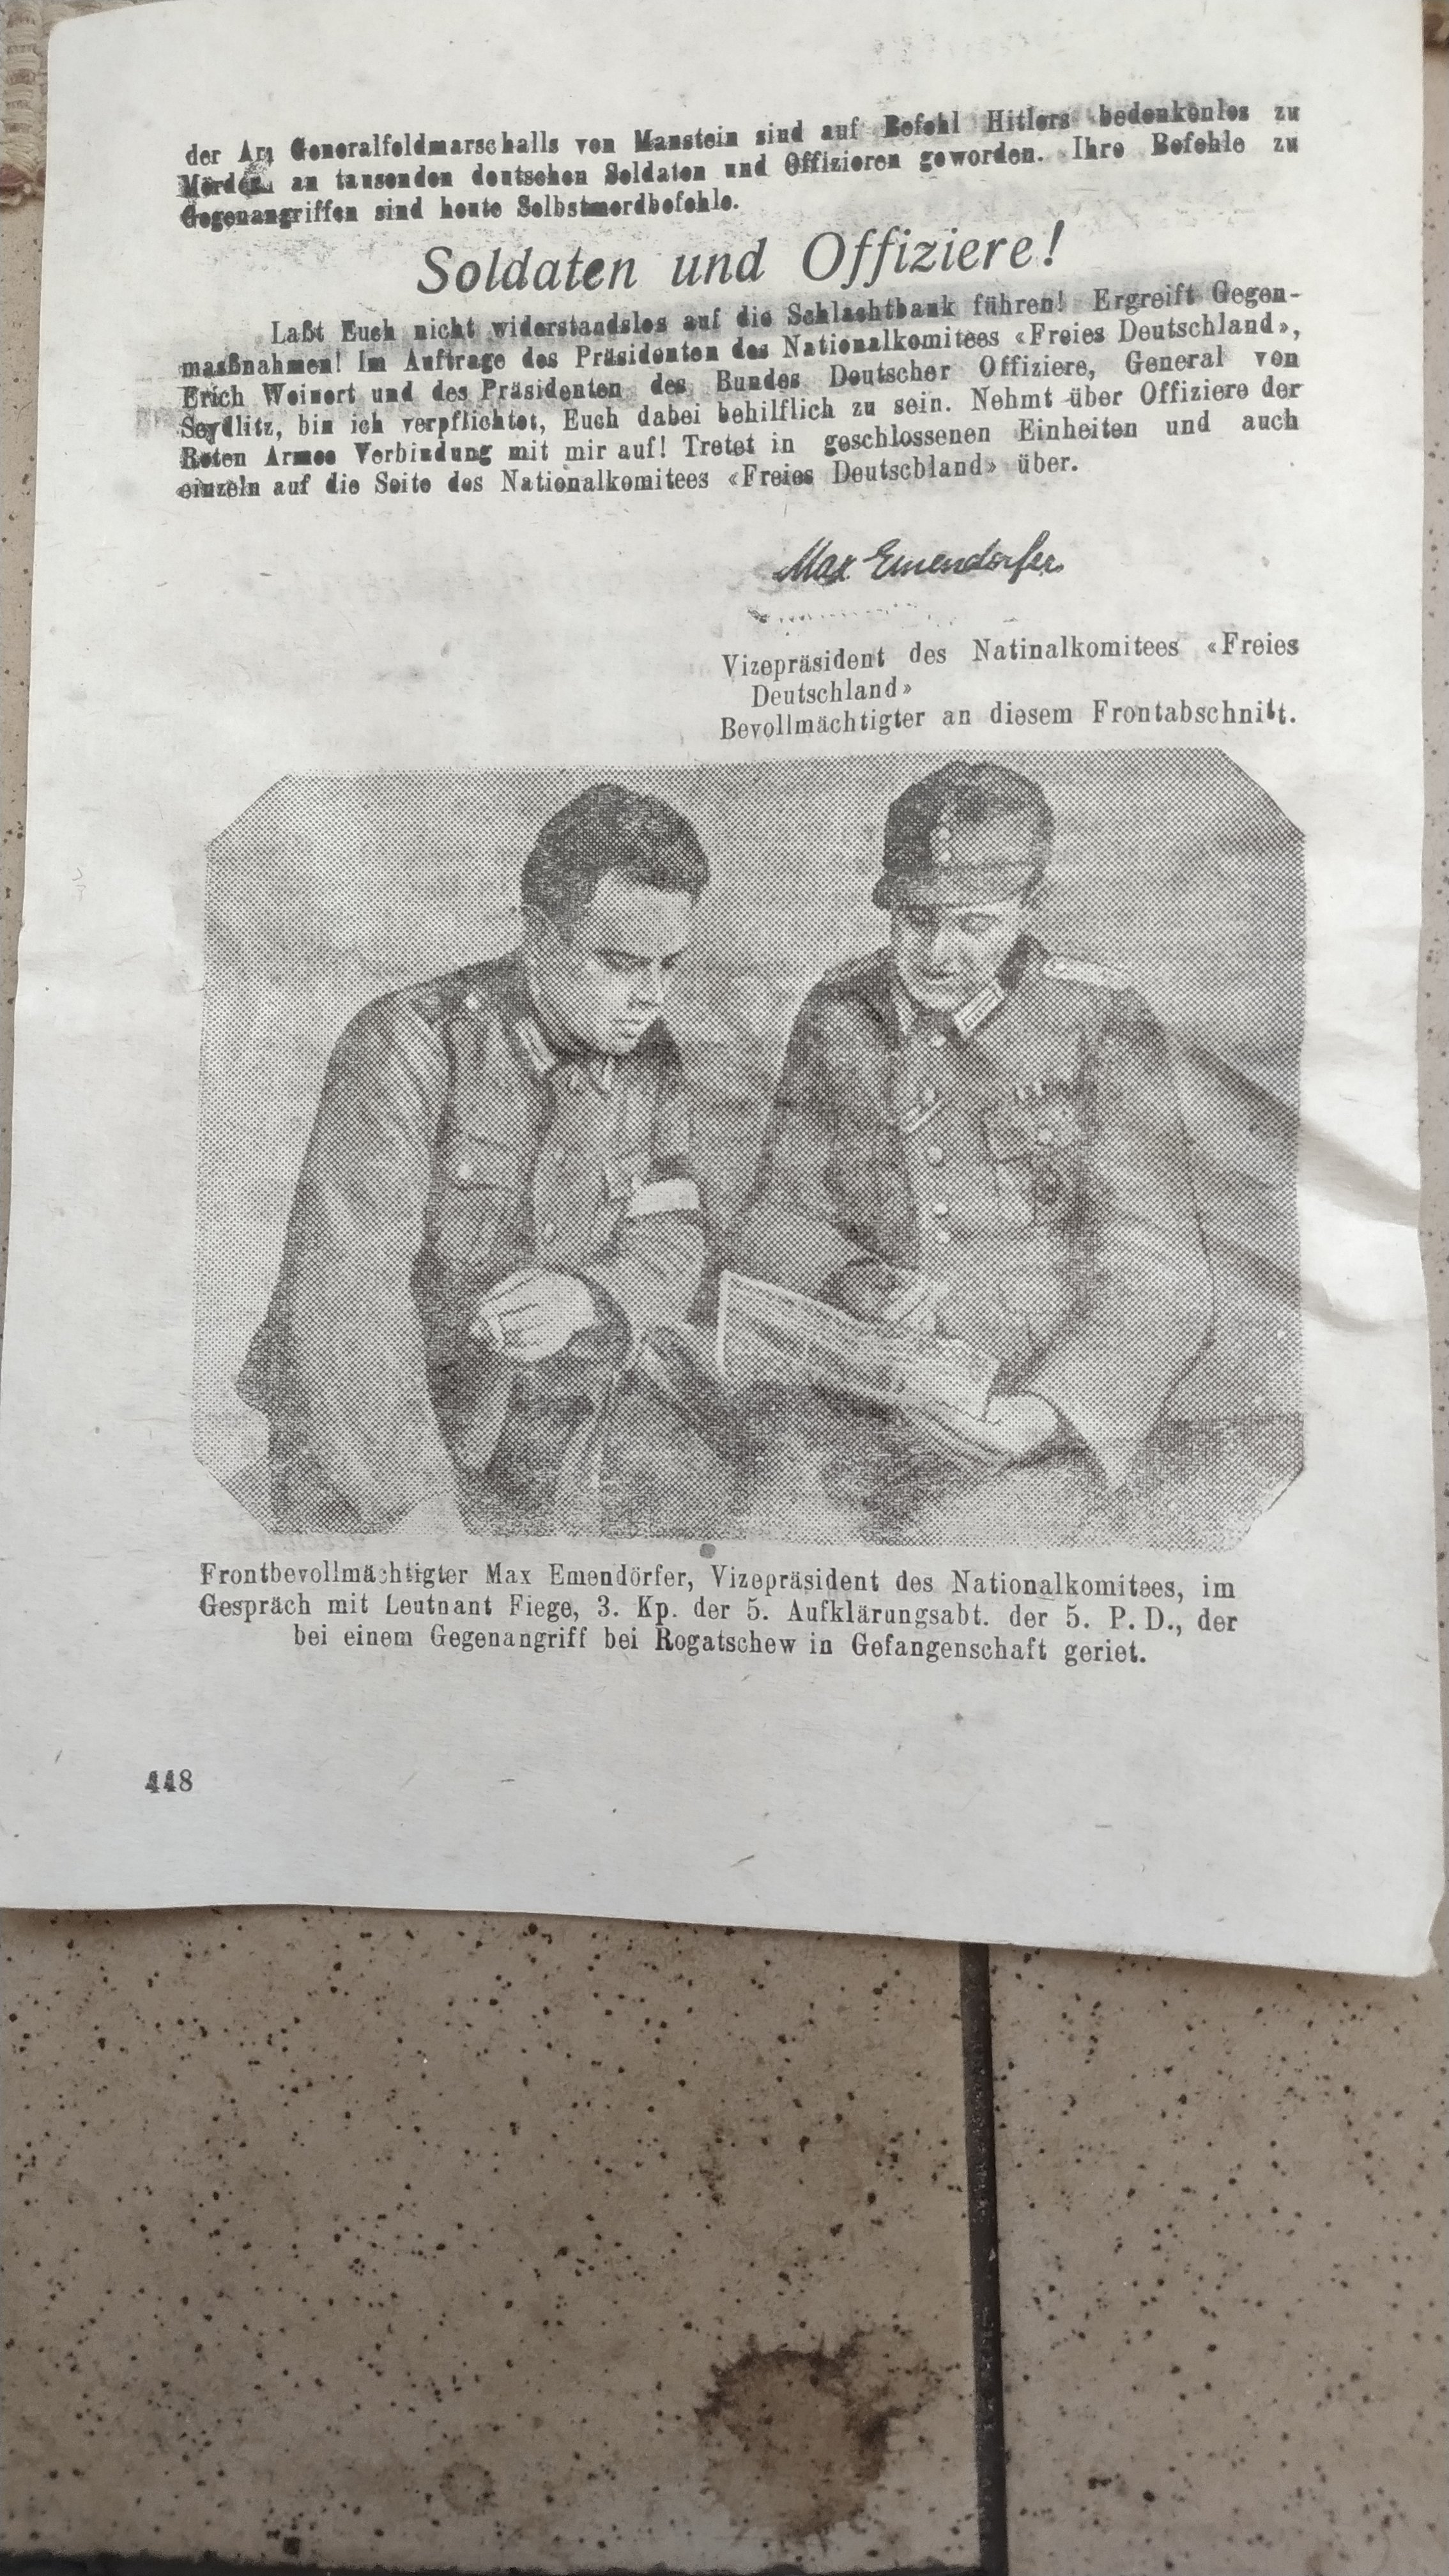 der Art Generalfeldmarschalls von Manstein sind auf Befehl Hitlers bedenkenlos zu
Mördern an tausenden deutschen Soldaten und Offizieren geworden. Ihre Befehle zu
Gegenangriffen sind heute Selbstmordbefehle.
Soldaten und Offiziere!
Laßt Euch nicht widerstandslos auf die Schlachtbank führen! Ergreift Gegen-
maßnahmen! Im Auftrage des Präsidenten des Nationalkomitees «Freies Deutschland»,
Erich Weinert und des Präsidenten des Bundes Deutscher Offiziere, General von
Seydlitz, bin ich verpflichtet, Euch dabei behilflich zu sein. Nehmt über Offiziere der
Roten Armee Verbindung mit mir auf! Tretet in geschlossenen Einheiten und auch
einzeln auf die Seite des Nationalkomitees «Freies Deutschland» über.
Max Emendörfer
Vizepräsident des Natinalkomitees «Freies
Deutschland»
Bevollmächtigter an diesem Frontabschnitt.
Frontbevollmächtigter Max Emendörfer, Vizepräsident des Nationalkomitees, im
Gespräch mit Leutnant Fiege, 3. Kp. der 5. Aufklärungsabt. der 5. P. D., der
bei einem Gegenangriff bei Rogatschew in Gefangenschaft geriet.
448